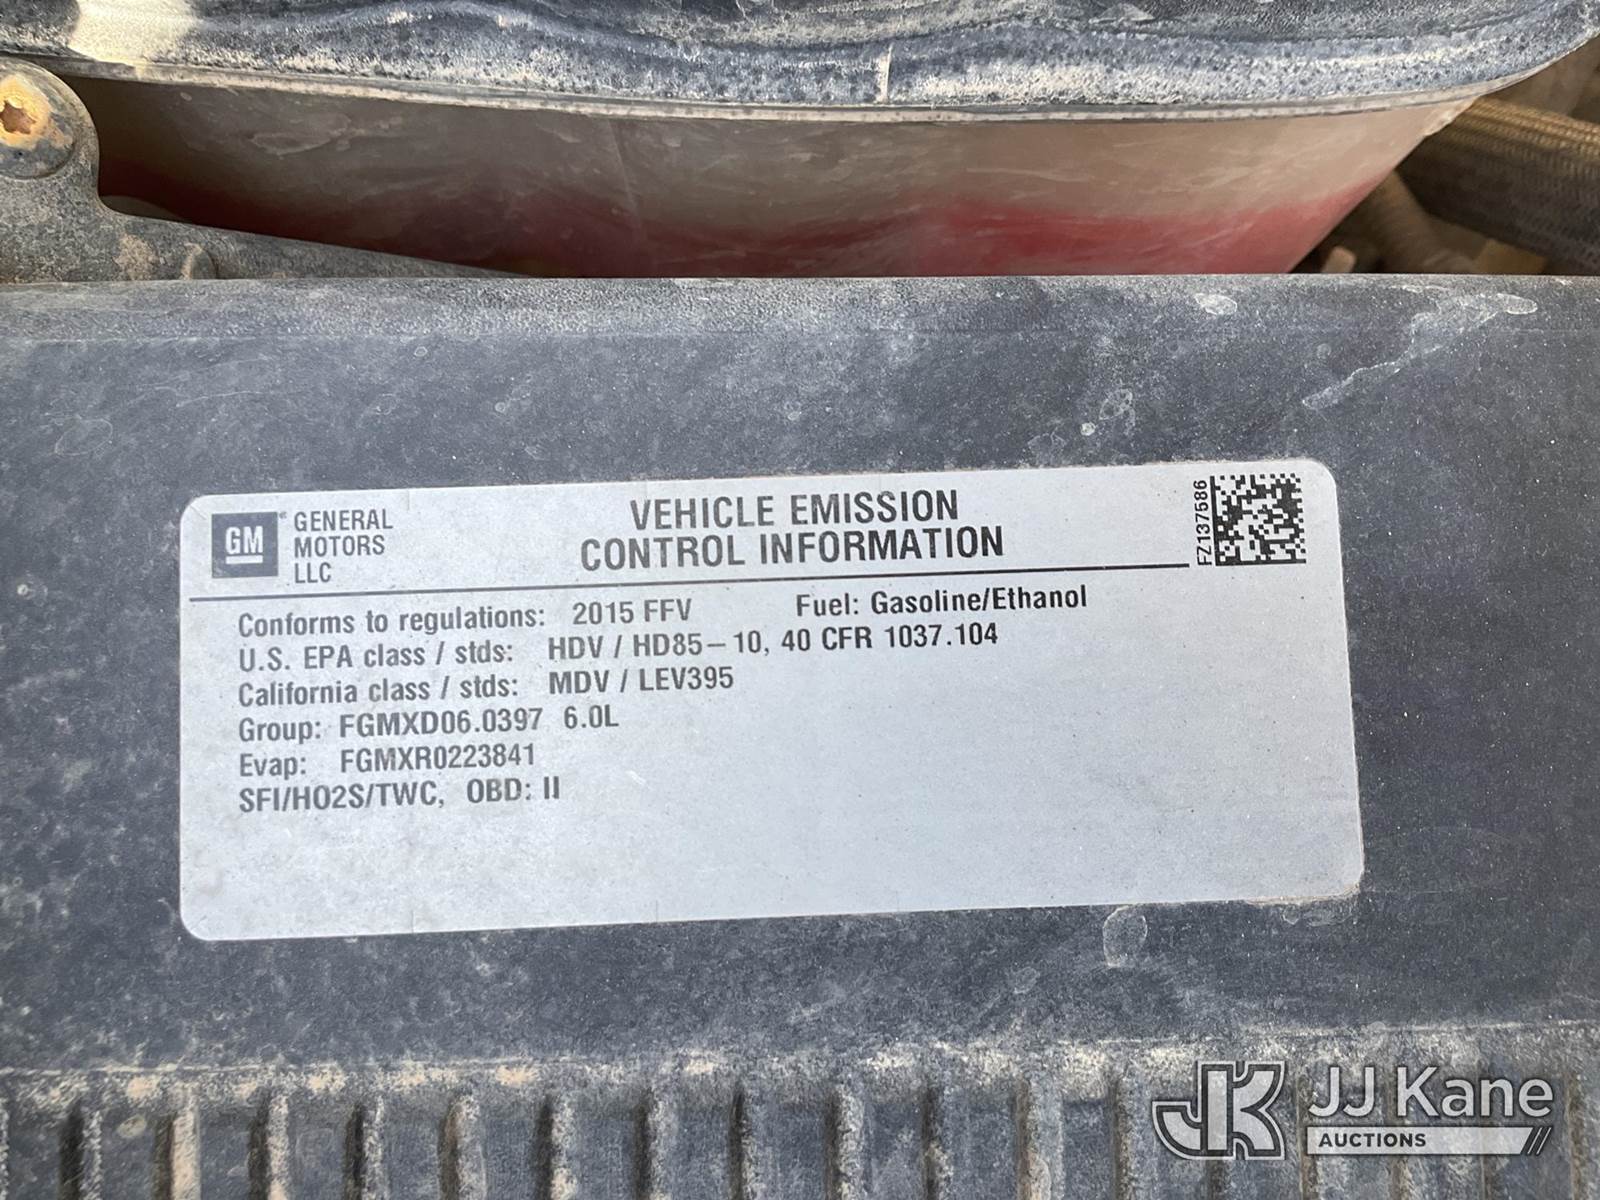 GM
GENERAL
MOTORS
LLC
VEHICLE EMISSION
CONTROL INFORMATION
FZ137586
Conforms to regulations: 2015 FFV Fuel: Gasoline/Ethanol
U.S. EPA class / stds: HDV / HD85-10, 40 CFR 1037.104
California class / stds: MDV / LEV395
Group: FGMXD06.0397 6.0L
Evap: FGMXR0223841
SFI/HO2S/TWC, OBD: II
JK JJ Kane
AUCTIONS